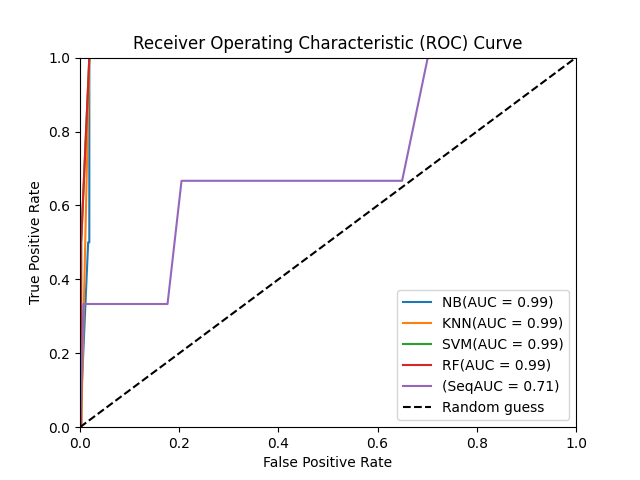 Receiver Operating Characteristic (ROC) Curve
True Positive Rate
1.0
0.8
0.6
0.4
0.2
0.0
NB(AUC = 0.99)
KNN(AUC = 0.99)
SVM(AUC = 0.99)
RF(AUC = 0.99)
(SeqAUC = 0.71)
Random guess
0.0 0.2 0.4 0.6 0.8 1.0
False Positive Rate